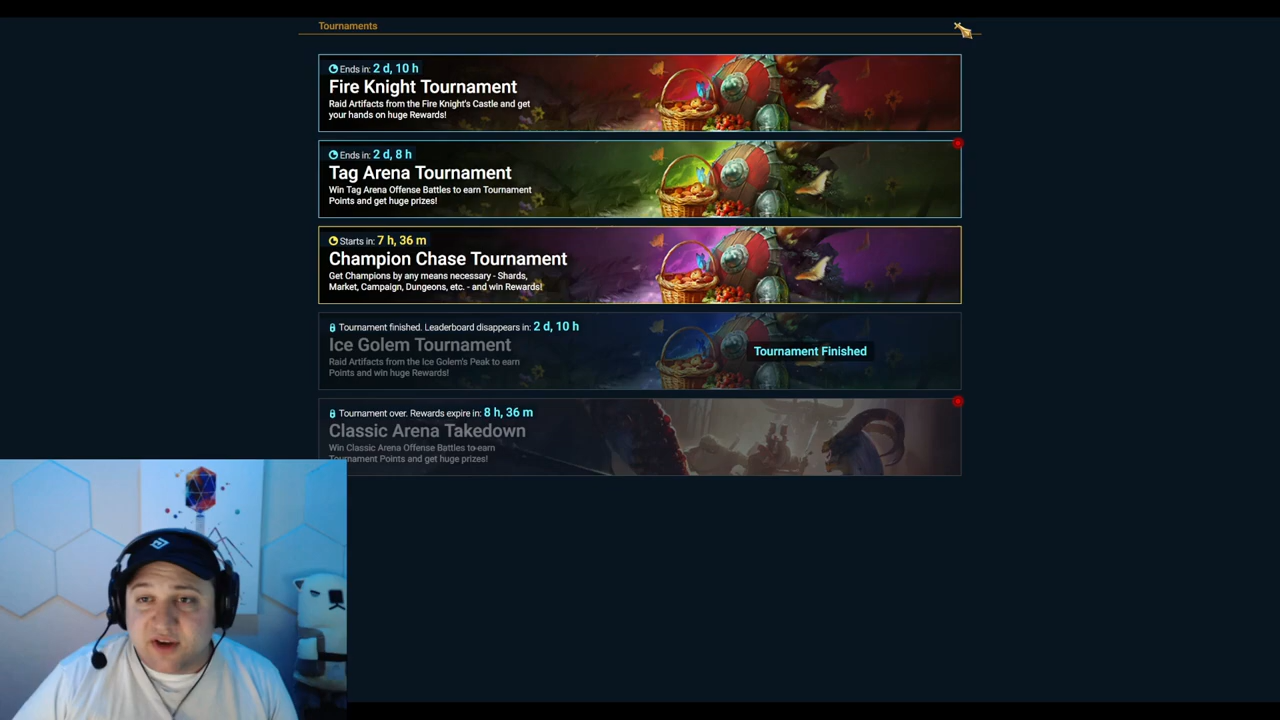 Tournaments
Ends in: 2 d, 10 h
Fire Knight Tournament
Raid Artifacts from the Fire Knight's Castle and get
your hands on huge Rewards!
Ends in: 2 d, 8 h
Tag Arena Tournament
Win Tag Arena Offense Battles to earn Tournament
Points and get huge prizes!
Starts in: 7 h, 36 m
Champion Chase Tournament
Get Champions by any means necessary - Shards,
Market, Campaign, Dungeons, etc. - and win Rewards!
Tournament finished. Leaderboard disappears in: 2 d, 10 h
Ice Golem Tournament
Raid Artifacts from the Ice Golem's Peak to earn
Points and win huge Rewards!
Tournament Finished
Tournament over. Rewards expire in: 8 h, 36 m
Classic Arena Takedown
Win Classic Arena Offense Battles to earn
Tournament Points and get huge prizes!